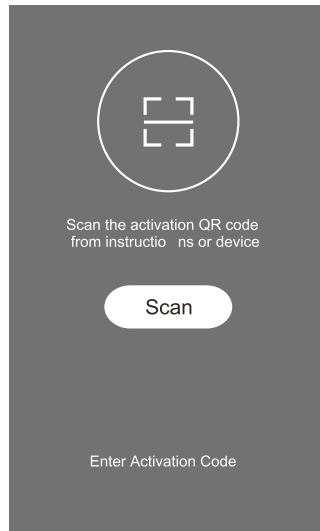 Scan the activation QR code
from instructio ns or device
Scan
Enter Activation Code